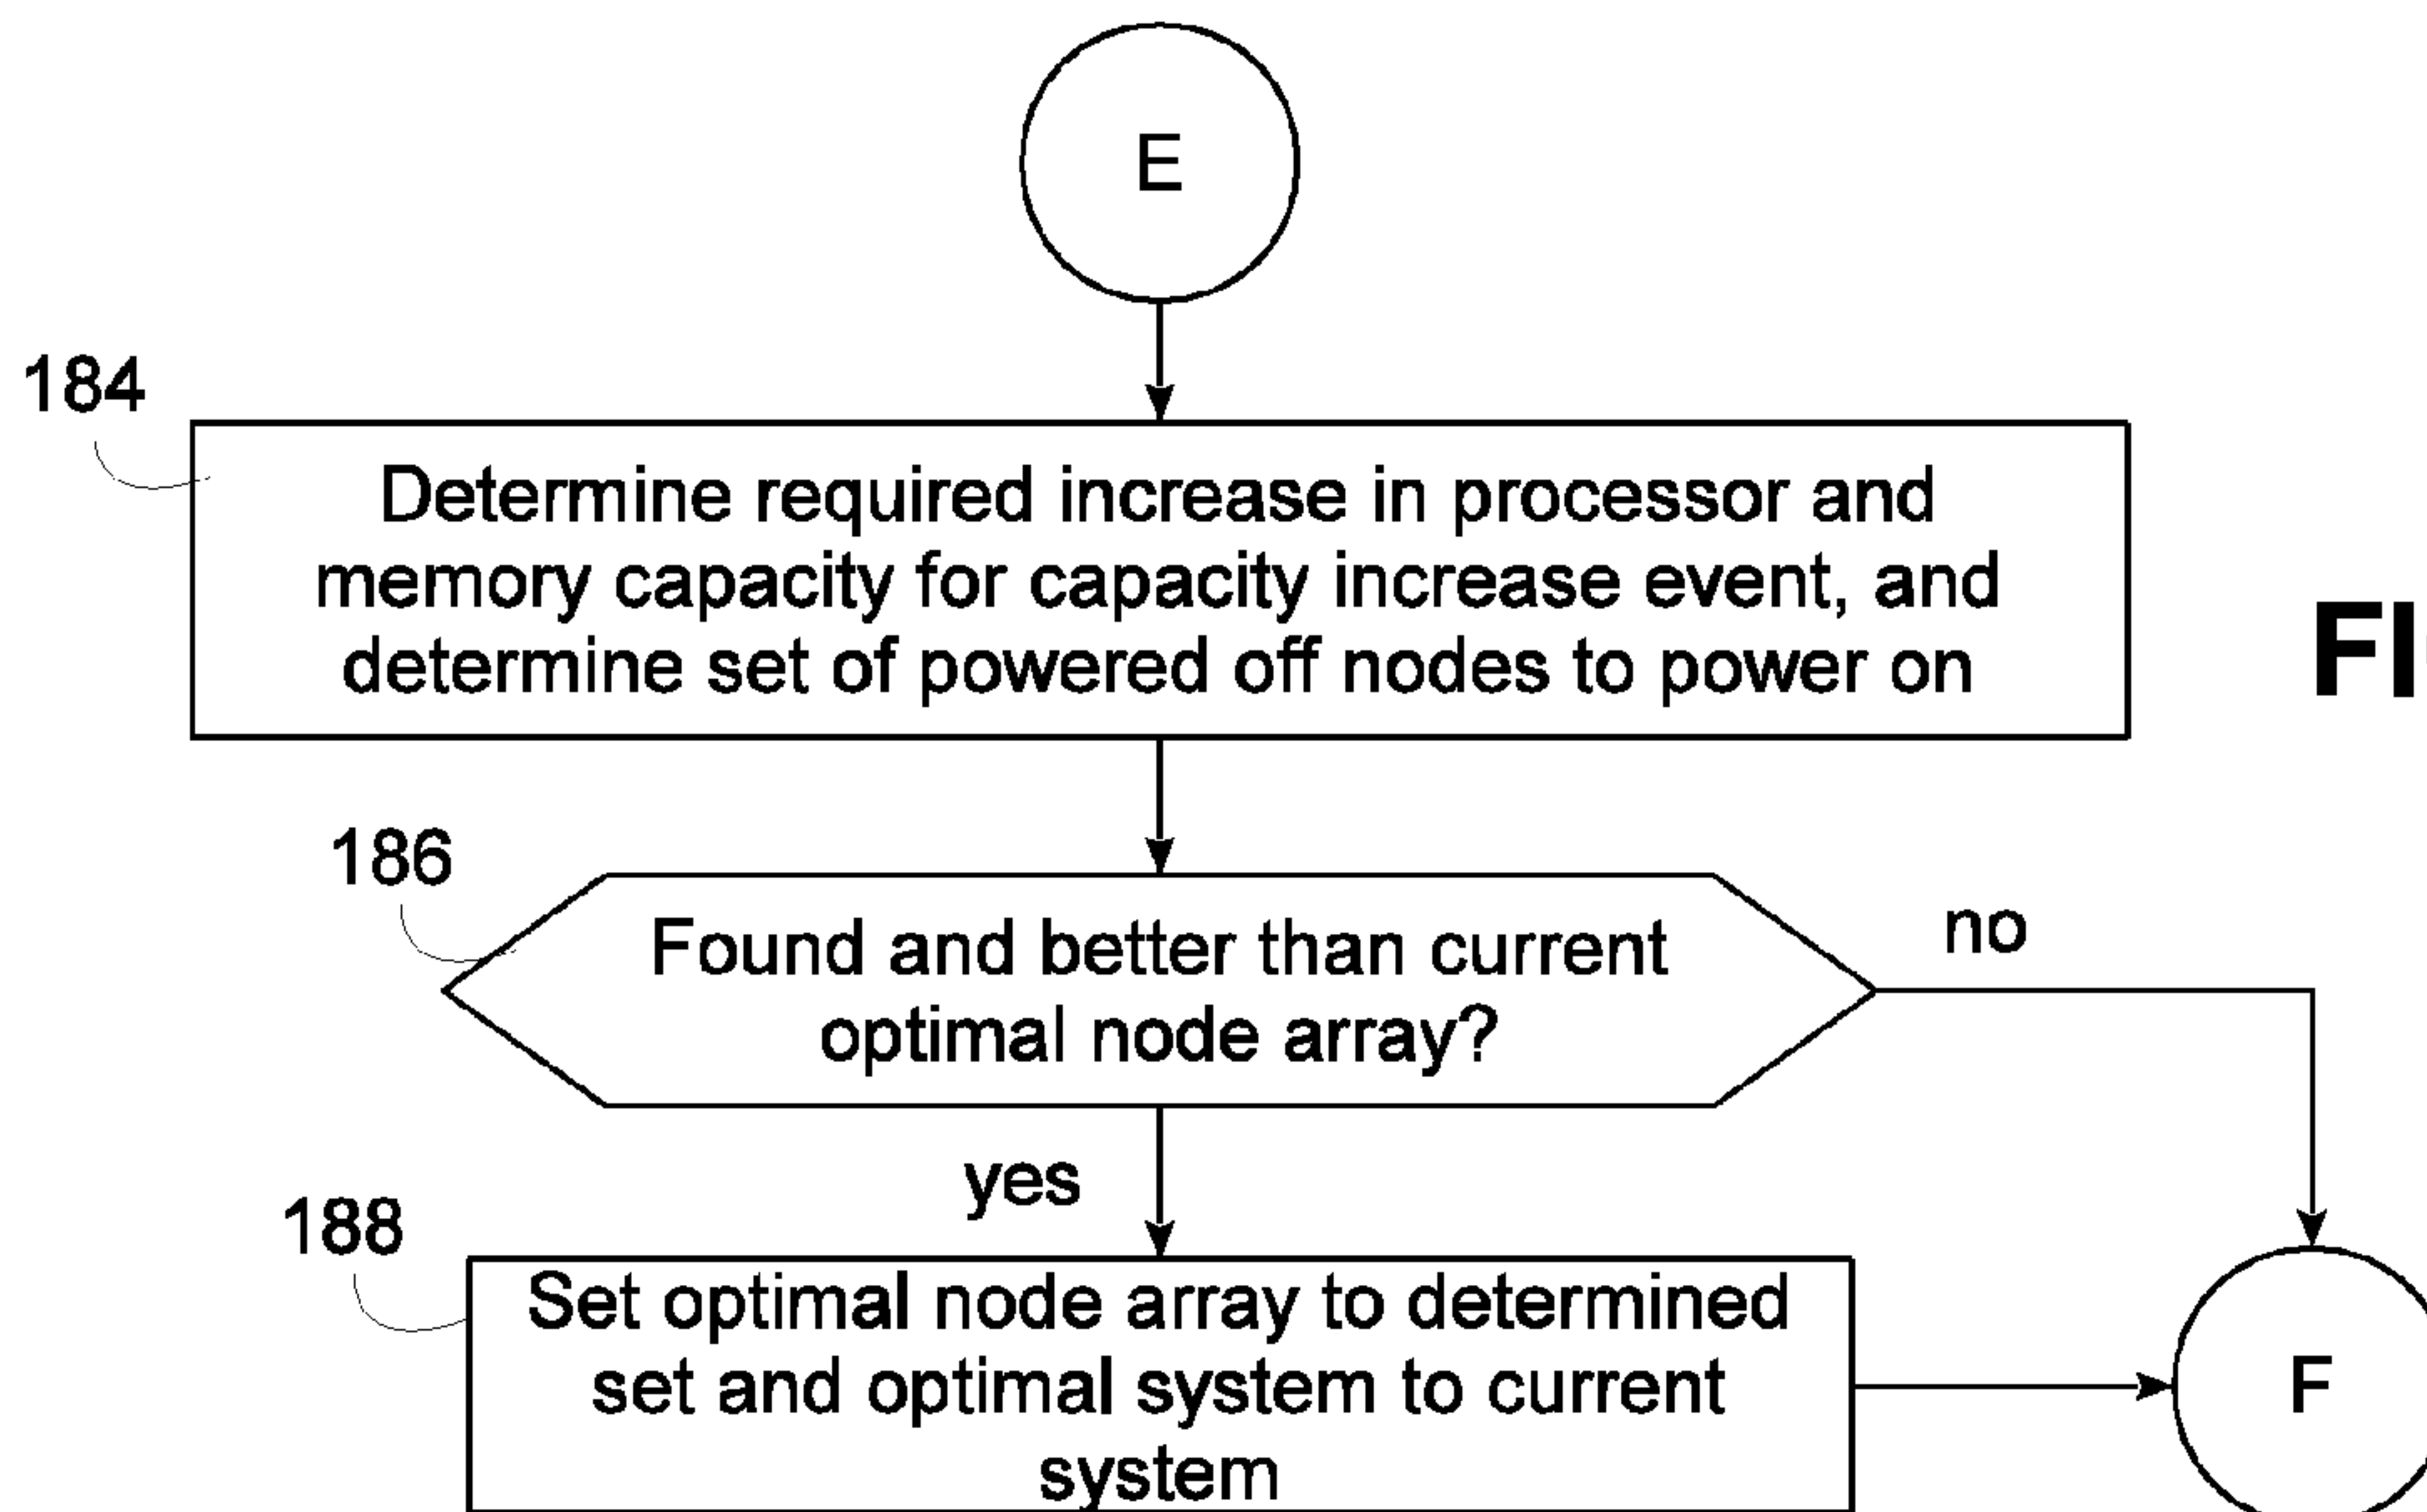 E
184
Determine required increase in processor and
memory capacity for capacity increase event, and
determine set of powered off nodes to power on
FI
186
Found and better than current
optimal node array?
no
yes
188
Set optimal node array to determined
set and optimal system to current
system
F